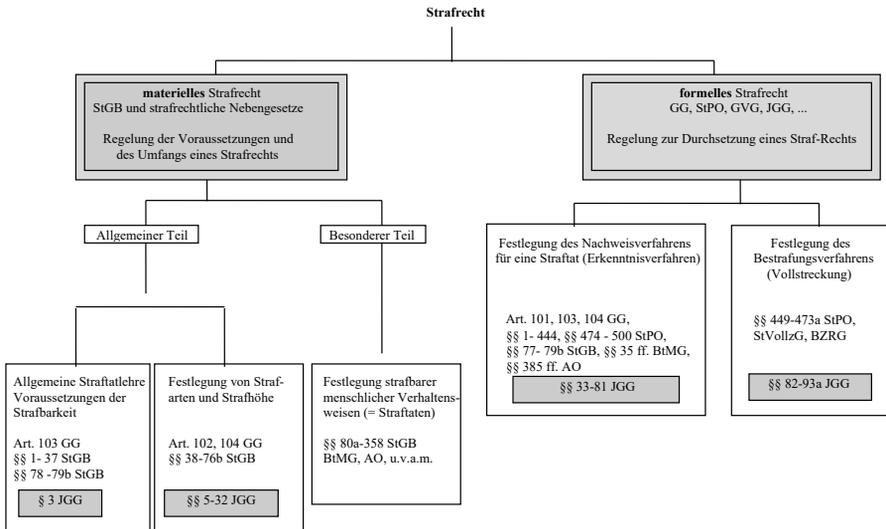 Strafrecht
materielles Strafrecht
StGB und strafrechtliche Nebengesetze
Regelung der Voraussetzungen und
des Umfangs eines Strafrechts
formelles Strafrecht
GG, StPO, GVG, JGG, ...
Regelung zur Durchsetzung eines Straf-Rechts
Allgemeiner Teil
Besonderer Teil
Festlegung des Nachweisverfahrens
für eine Straftat (Erkenntnisverfahren)
Art. 101, 103, 104 GG,
§§ 1- 444, §§ 474 - 500 StPO,
§§ 77- 79b StGB, §§ 35 ff. BtMG,
§§ 385 ff. AO
§§ 33-81 JGG
Festlegung des
Bestrafungsverfahrens
(Vollstreckung)
§§ 449-473a StPO,
StVollzG, BZRG
§§ 82-93a JGG
Allgemeine Straftatlehre
Voraussetzungen der
Strafbarkeit
Art. 103 GG
§§ 1- 37 StGB
§§ 78 -79b StGB
§ 3 JGG
Festlegung von Straf-
arten und Strafhöhe
Art. 102, 104 GG
§§ 38-76b StGB
§§ 5-32 JGG
Festlegung strafbarer
menschlicher Verhaltens-
weisen (= Straftaten)
§§ 80a-358 StGB
BtMG, AO, u.v.a.m.